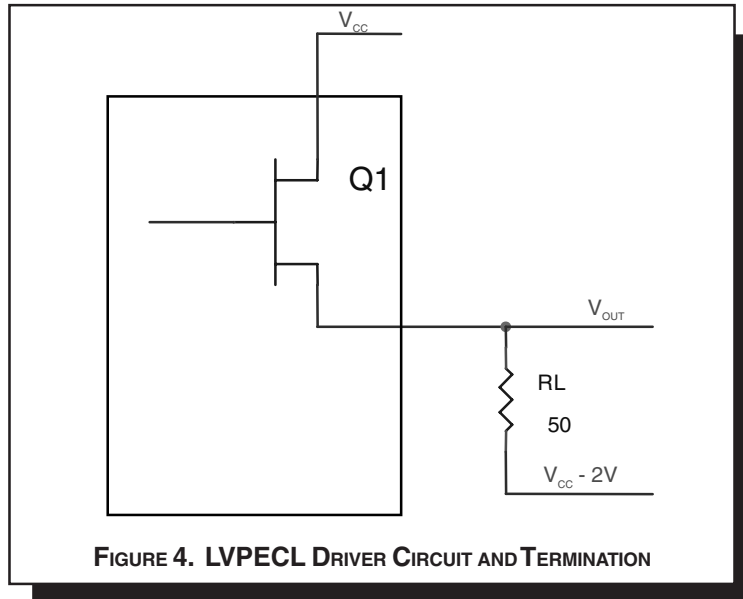 VCC
Q1
VOUT
RL
50
VCC - 2V
FIGURE 4. LVPECL DRIVER CIRCUIT AND TERMINATION